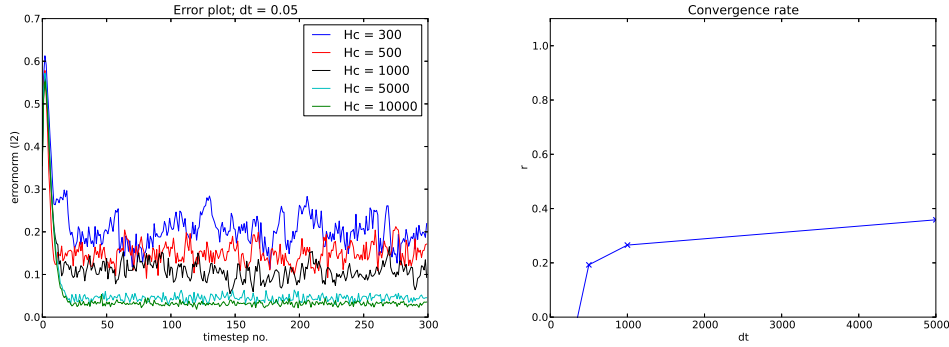 Error plot; dt = 0.05
errornorm (l2)
0.7
0.6
0.5
0.4
0.3
0.2
0.1
0.0
Hc = 300
Hc = 500
Hc = 1000
Hc = 5000
Hc = 10000
0 50 100 150 200 250 300
timestep no.
Convergence rate
r
1.0
0.8
0.6
0.4
0.2
0.0
0 1000 2000 3000 4000 5000
dt